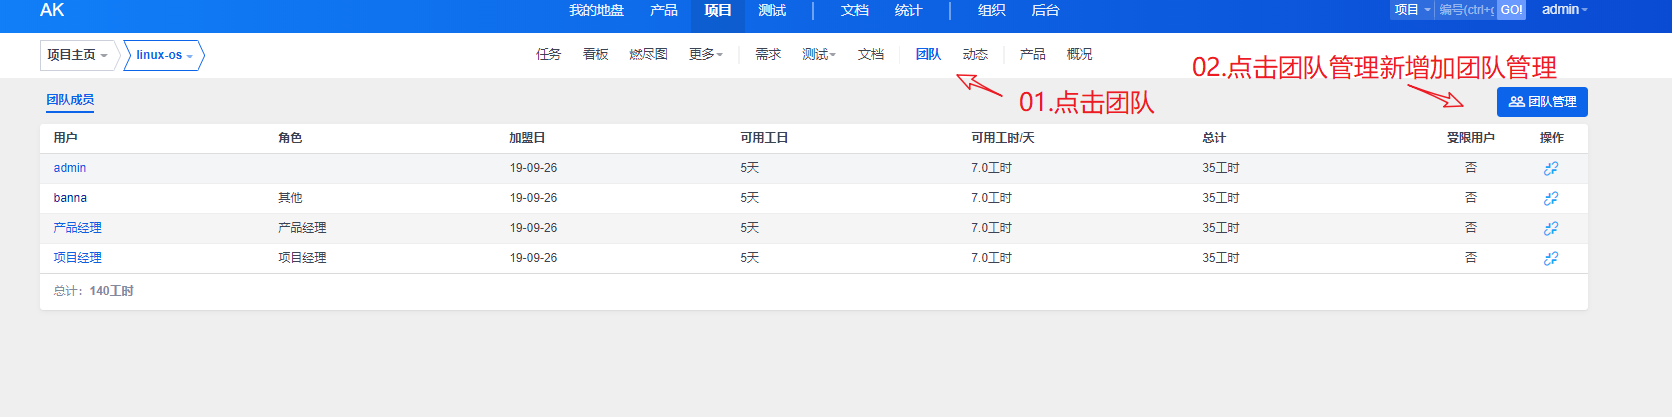 AK 我的地盘 产品 项目 测试 文档 统计 组织 后台 项目 编号(ctrl+g GO! admin
项目主页 linux-os 任务 看板 燃尽图 更多 需求 测试 文档 团队 动态 产品 概况
02.点击团队管理新增加团队管理
01.点击团队
团队成员 团队管理
用户 角色 加盟日 可用工日 可用工时/天 总计 受限用户 操作
admin 19-09-26 5天 7.0工时 35工时 否
banna 其他 19-09-26 5天 7.0工时 35工时 否
产品经理 产品经理 19-09-26 5天 7.0工时 35工时 否
项目经理 项目经理 19-09-26 5天 7.0工时 35工时 否
总计：140工时